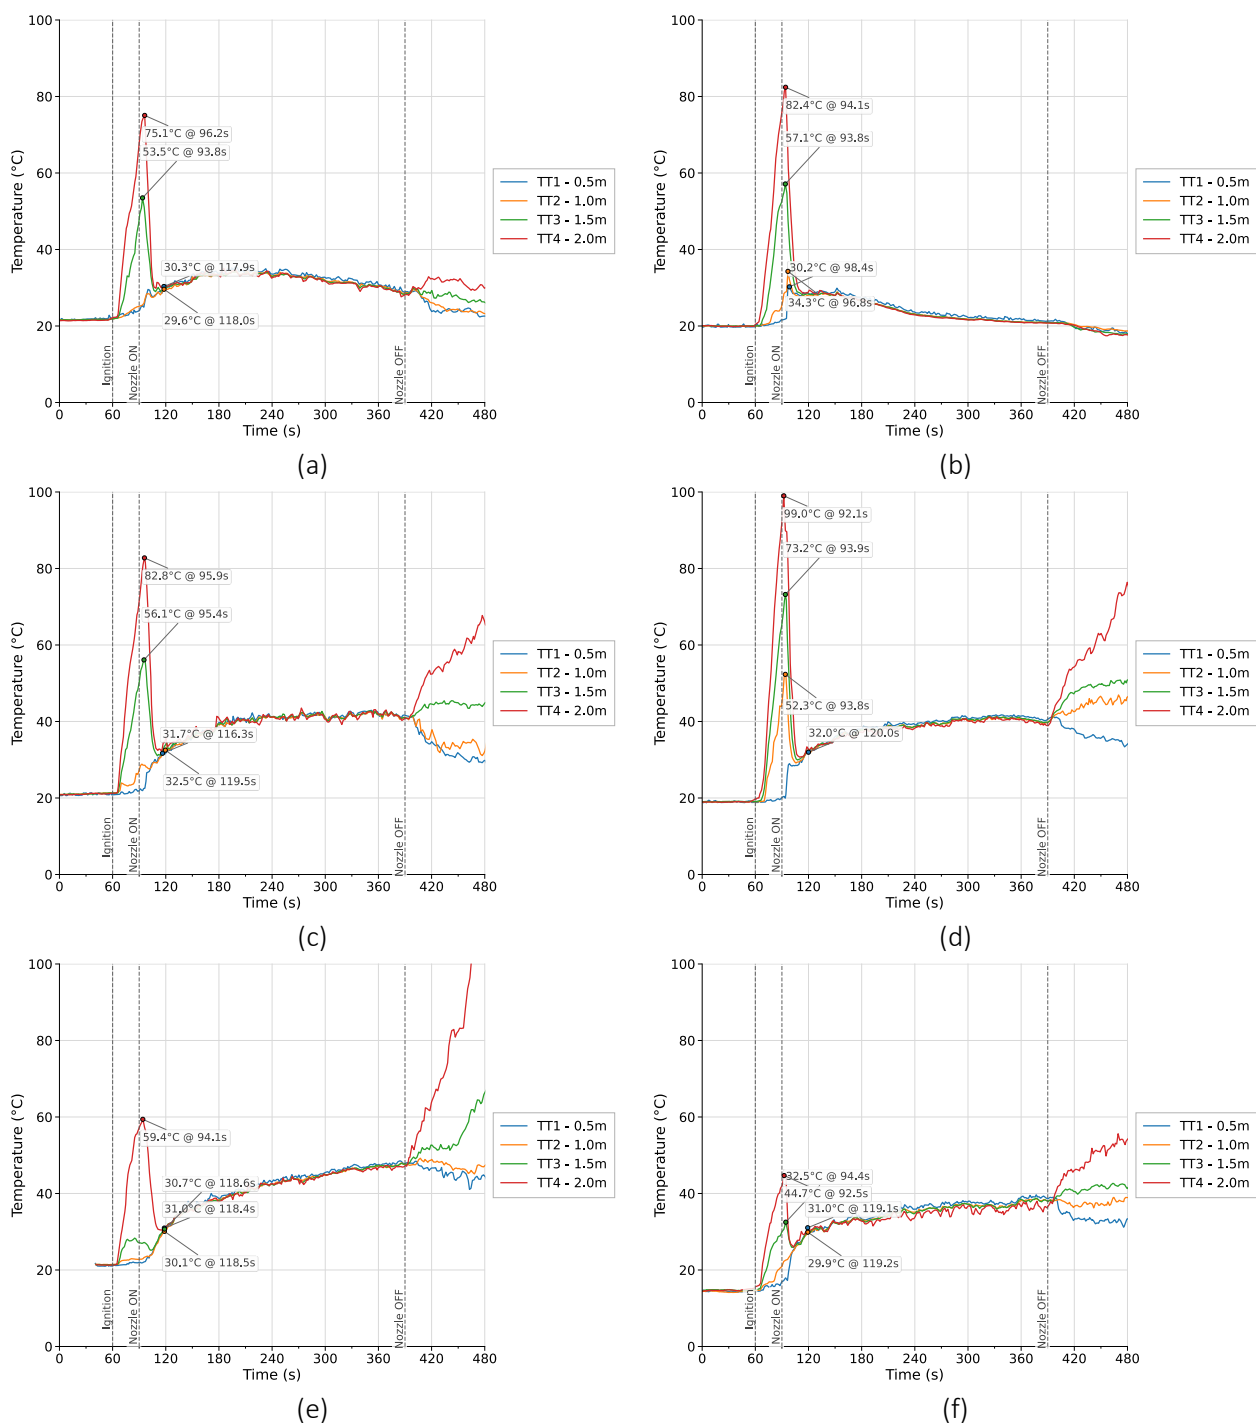 100
80
60
40
20
0
Temperature (°C)
75.1°C @ 96.2s
53.5°C @ 93.8s
30.3°C @ 117.9s
29.6°C @ 118.0s
Ignition
Nozzle ON
Nozzle OFF
0 60 120 180 240 300 360 420 480
Time (s)
TT1 - 0.5m
TT2 - 1.0m
TT3 - 1.5m
TT4 - 2.0m
(a)
100
80
60
40
20
0
Temperature (°C)
82.4°C @ 94.1s
57.1°C @ 93.8s
30.2°C @ 98.4s
34.3°C @ 96.8s
Ignition
Nozzle ON
Nozzle OFF
0 60 120 180 240 300 360 420 480
Time (s)
TT1 - 0.5m
TT2 - 1.0m
TT3 - 1.5m
TT4 - 2.0m
(b)
100
80
60
40
20
0
Temperature (°C)
82.8°C @ 95.9s
56.1°C @ 95.4s
31.7°C @ 116.3s
32.5°C @ 119.5s
Ignition
Nozzle ON
Nozzle OFF
0 60 120 180 240 300 360 420 480
Time (s)
TT1 - 0.5m
TT2 - 1.0m
TT3 - 1.5m
TT4 - 2.0m
(c)
100
80
60
40
20
0
Temperature (°C)
99.0°C @ 92.1s
73.2°C @ 93.9s
52.3°C @ 93.8s
32.0°C @ 120.0s
Ignition
Nozzle ON
Nozzle OFF
0 60 120 180 240 300 360 420 480
Time (s)
TT1 - 0.5m
TT2 - 1.0m
TT3 - 1.5m
TT4 - 2.0m
(d)
100
80
60
40
20
0
Temperature (°C)
59.4°C @ 94.1s
30.7°C @ 118.6s
31.0°C @ 118.4s
30.1°C @ 118.5s
Ignition
Nozzle ON
Nozzle OFF
0 60 120 180 240 300 360 420 480
Time (s)
TT1 - 0.5m
TT2 - 1.0m
TT3 - 1.5m
TT4 - 2.0m
(e)
100
80
60
40
20
0
Temperature (°C)
32.5°C @ 94.4s
44.7°C @ 92.5s
31.0°C @ 119.1s
29.9°C @ 119.2s
Ignition
Nozzle ON
Nozzle OFF
0 60 120 180 240 300 360 420 480
Time (s)
TT1 - 0.5m
TT2 - 1.0m
TT3 - 1.5m
TT4 - 2.0m
(f)